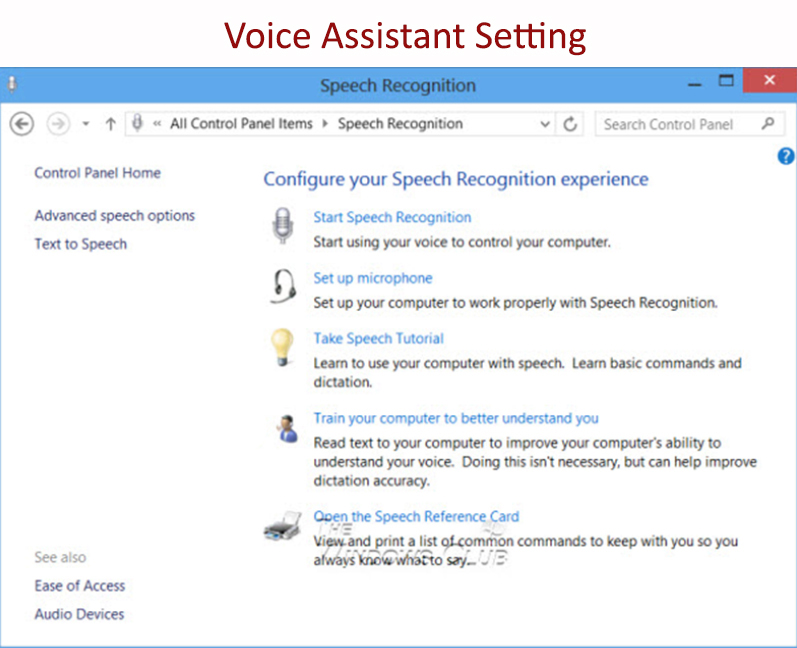 Voice Assistant Setting
Speech Recognition
« All Control Panel Items ▸ Speech Recognition
Search Control Panel
Control Panel Home
Advanced speech options
Text to Speech
Configure your Speech Recognition experience
Start Speech Recognition
Start using your voice to control your computer.
Set up microphone
Set up your computer to work properly with Speech Recognition.
Take Speech Tutorial
Learn to use your computer with speech. Learn basic commands and
dictation.
Train your computer to better understand you
Read text to your computer to improve your computer's ability to
understand your voice. Doing this isn't necessary, but can help improve
dictation accuracy.
Open the Speech Reference Card
View and print a list of common commands to keep with you so you
always know what to say.
THE
WINDOWS CLUB
See also
Ease of Access
Audio Devices